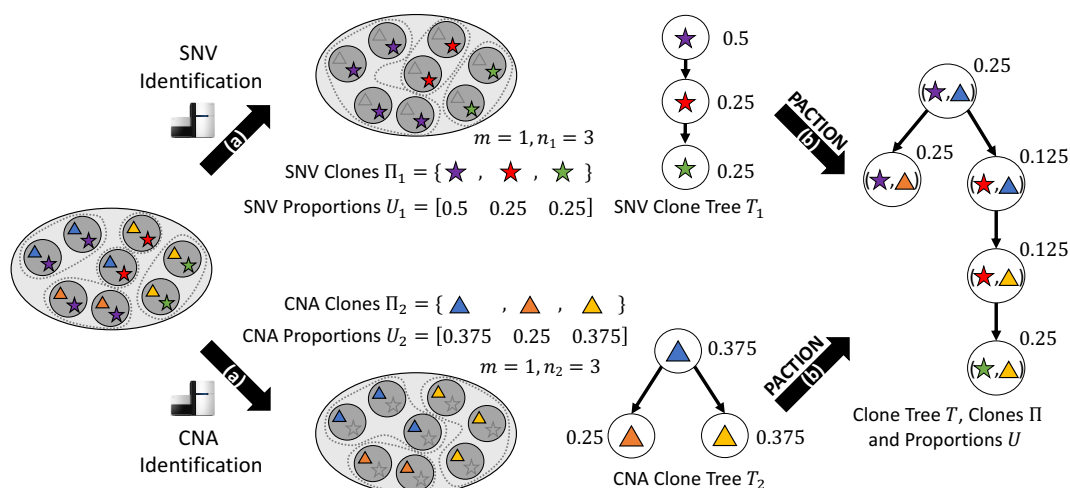 SNV
Identification
(a)
m = 1, n₁ = 3
SNV Clones Π₁ = { , , }
SNV Proportions U₁ = [0.5 0.25 0.25]
0.5
0.25
0.25
SNV Clone Tree T₁
PACTION
(b)
CNA Clones Π₂ = { , , }
CNA Proportions U₂ = [0.375 0.25 0.375]
m = 1, n₂ = 3
(a)
CNA
Identification
0.375
0.25
0.375
CNA Clone Tree T₂
PACTION
(b)
0.25
( , )
0.25
( , )
0.125
( , )
0.125
( , )
0.25
( , )
Clone Tree T, Clones Π
and Proportions U